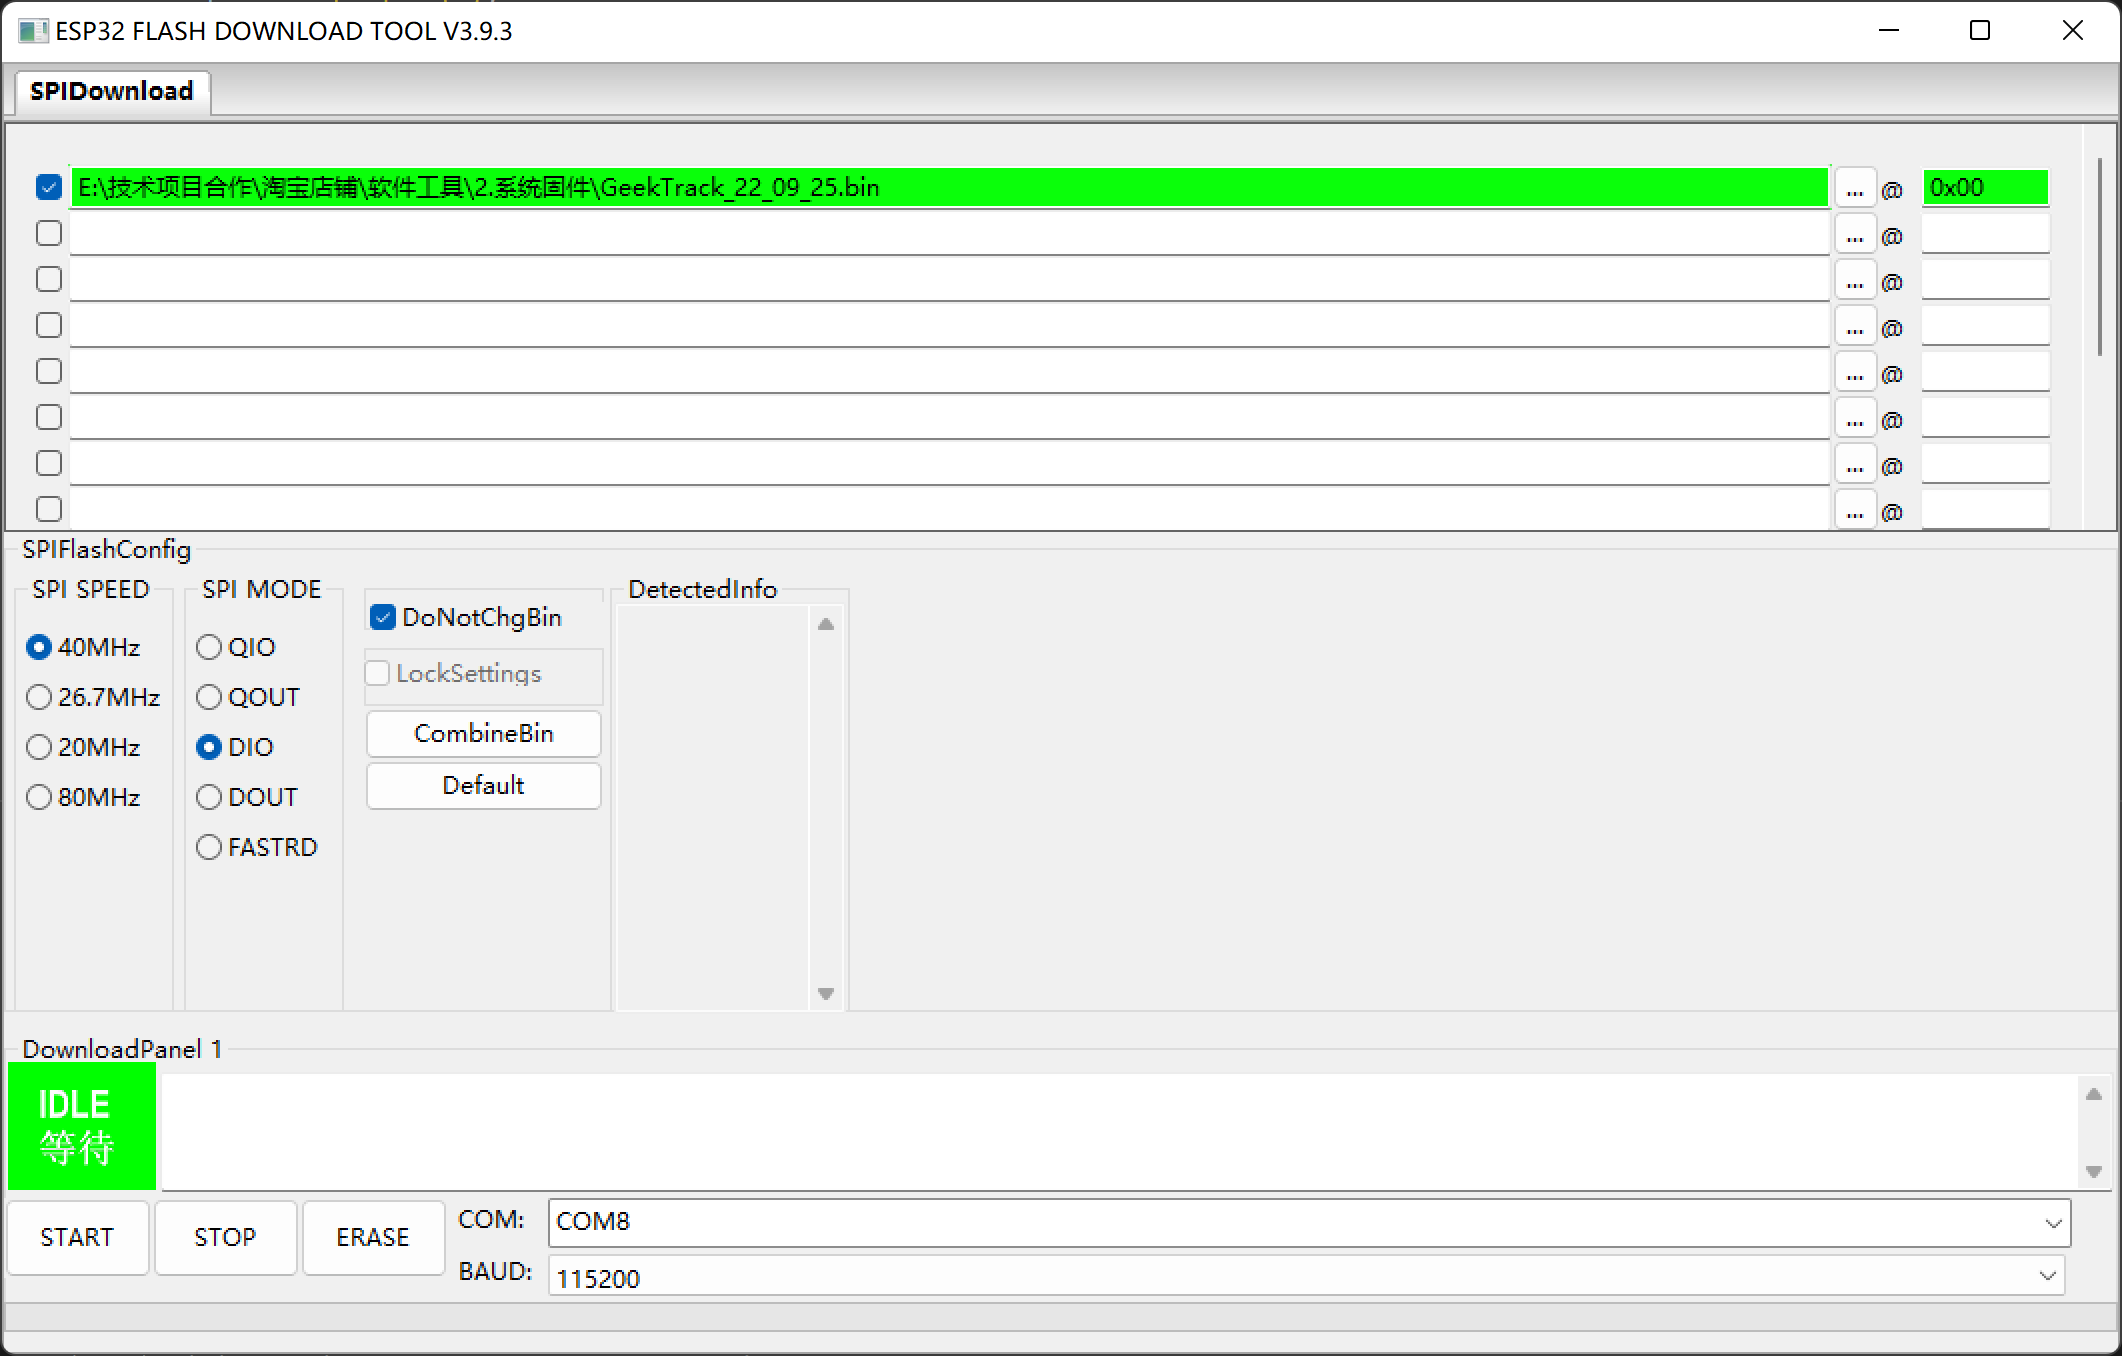 ESP32 FLASH DOWNLOAD TOOL V3.9.3
SPIDownload
E:\技术项目合作\淘宝店铺\软件工具\2.系统固件\GeekTrack_22_09_25.bin ... @ 0x00
... @
... @
... @
... @
... @
... @
... @
SPIFlashConfig
SPI SPEED
40MHz
26.7MHz
20MHz
80MHz
SPI MODE
QIO
QOUT
DIO
DOUT
FASTRD
DoNotChgBin
LockSettings
CombineBin
Default
DetectedInfo
DownloadPanel 1
IDLE
等待
START STOP ERASE
COM: COM8
BAUD: 115200